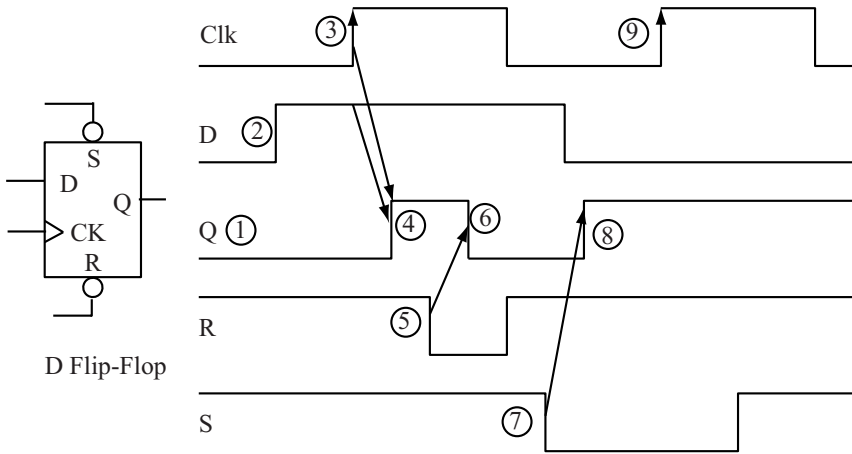 Clk
③
⑨
D
②
S
D
Q
CK
R
Q ①
④
⑥
⑧
R
⑤
D Flip-Flop
S
⑦